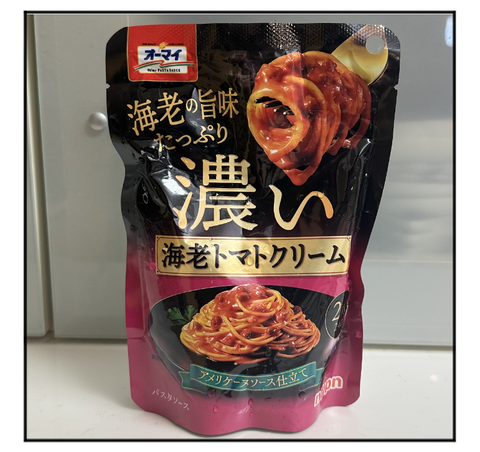 オーマイ
海老の旨味
たっぷり
濃い
海老トマトクリーム
2
アメリケーヌソース仕立て
パスタソース